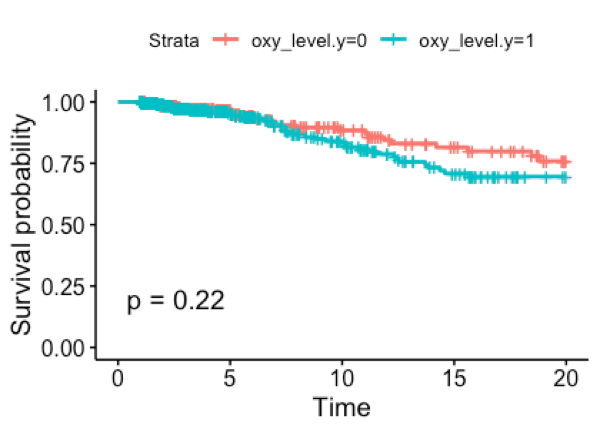 Strata oxy_level.y=0 oxy_level.y=1
Survival probability
1.00
0.75
0.50
0.25
0.00
p = 0.22
0 5 10 15 20
Time